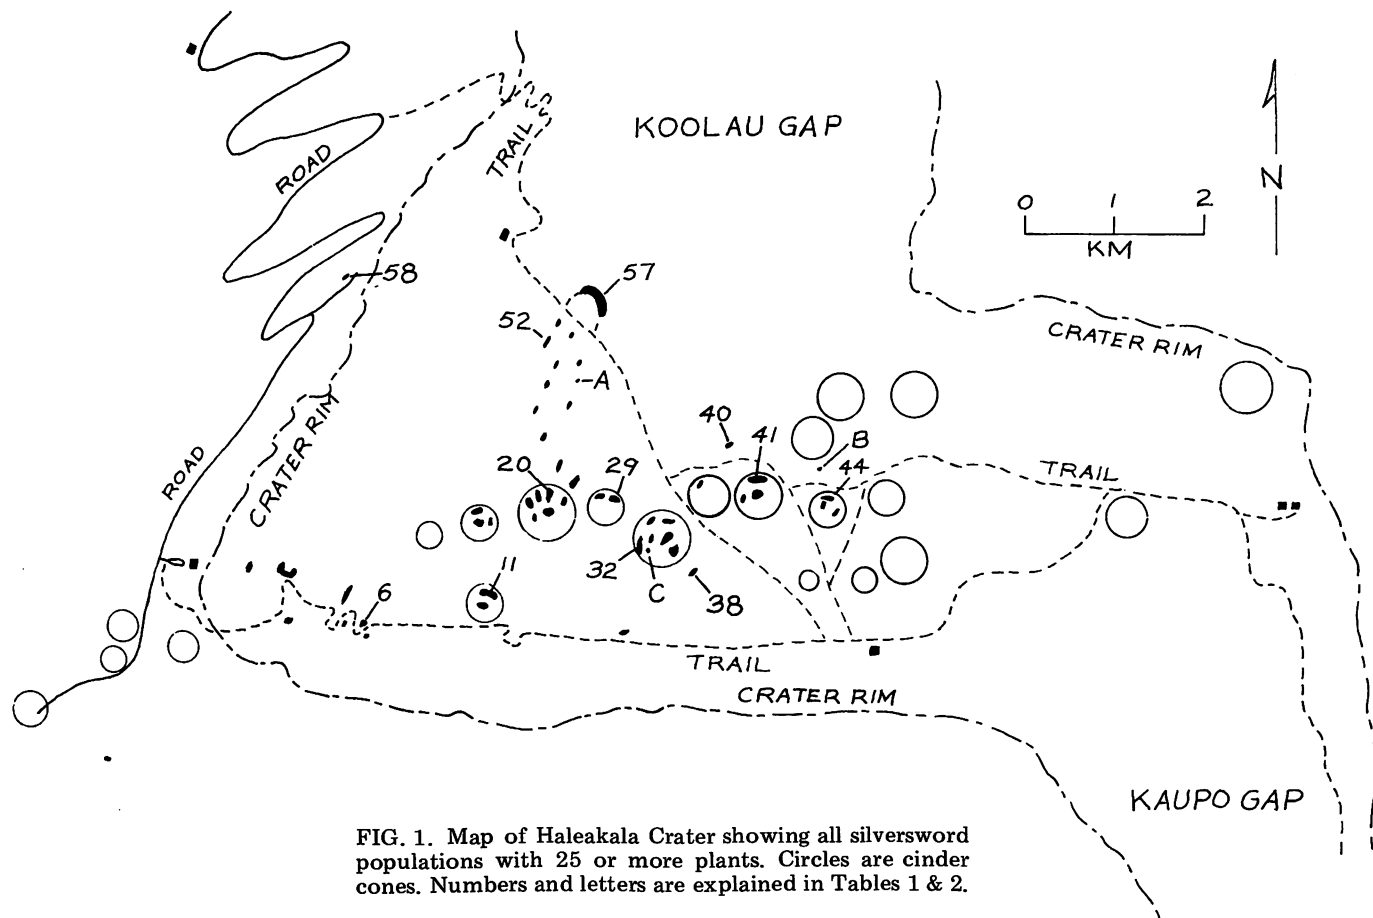 KOOLAU GAP
TRAIL
ROAD
N
0 1 2
KM
58
57
52
CRATER RIM
A
40
41
B
44
20
29
TRAIL
CRATER RIM
ROAD
11
32
C
38
6
TRAIL
CRATER RIM
KAUPO GAP
FIG. 1. Map of Haleakala Crater showing all silversword
populations with 25 or more plants. Circles are cinder
cones. Numbers and letters are explained in Tables 1 & 2.